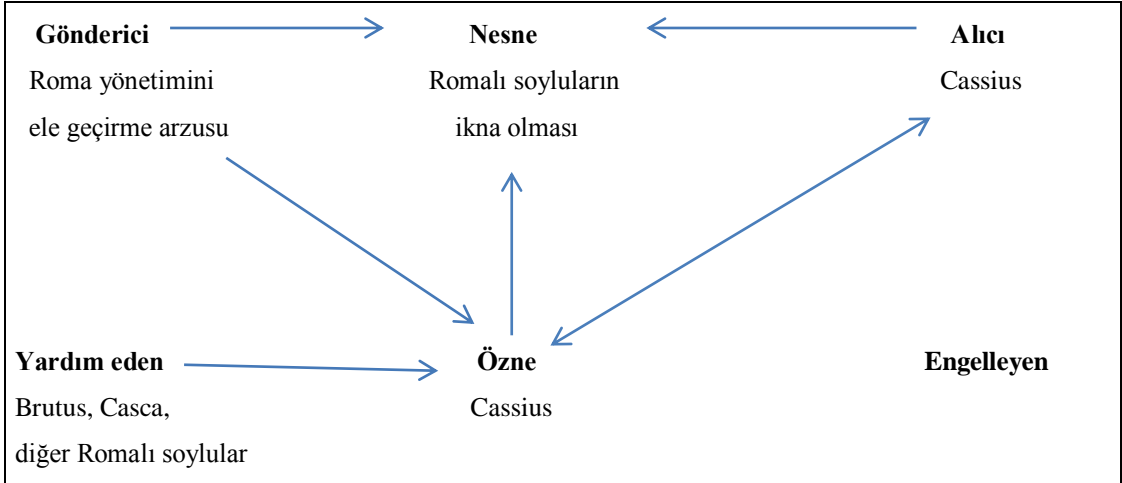 Gönderici Nesne Alıcı
Roma yönetimini Romalı soyluların Cassius
ele geçirme arzusu ikna olması
Yardım eden Özne Engelleyen
Brutus, Casca, Cassius
diğer Romalı soylular